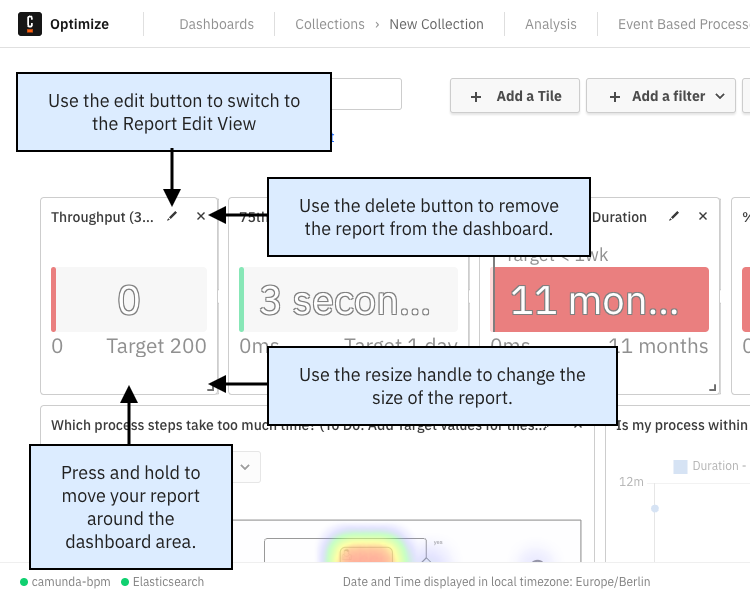 Optimize
Dashboards
Collections › New Collection
Analysis
Event Based Process
Use the edit button to switch to
the Report Edit View
+ Add a Tile
+ Add a filter
Throughput (3...
75th
Use the delete button to remove
the report from the dashboard.
Duration
%
Target < 1wk
0
3 secon...
11 mon...
0
Target 200
0ms
Target 1 day
0ms
11 months
Use the resize handle to change the
size of the report.
Which process steps take too much time? (To Do: Add Target values for thes...
Is my process within
Press and hold to
move your report
around the
dashboard area.
Duration -
12m
yes
camunda-bpm
Elasticsearch
Date and Time displayed in local timezone: Europe/Berlin